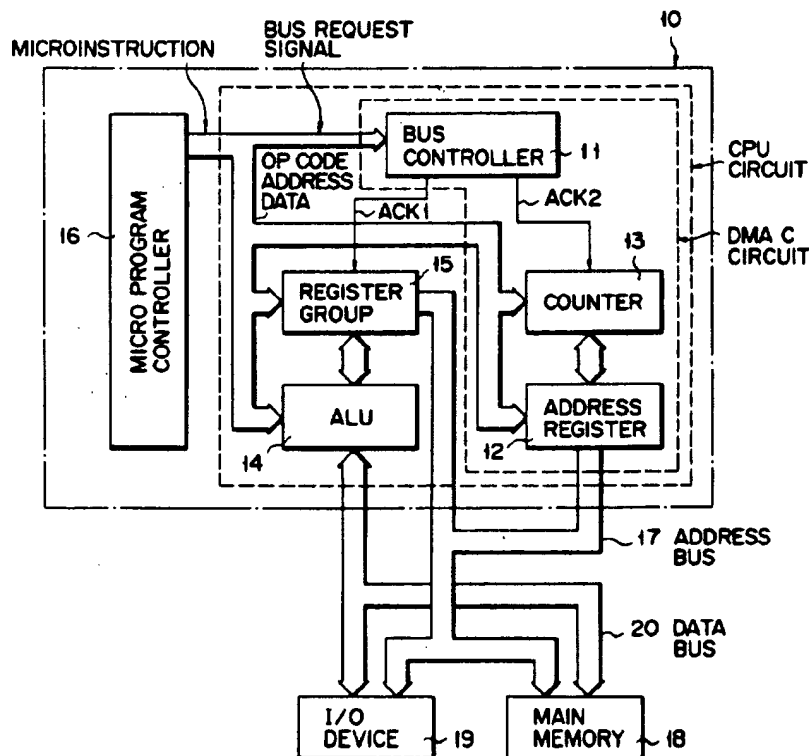 MICROINSTRUCTION
BUS REQUEST
SIGNAL
10
BUS
CONTROLLER
11
CPU
CIRCUIT
OP CODE
ADDRESS
DATA
ACK1
ACK2
DMA C
CIRCUIT
16
MICRO PROGRAM
CONTROLLER
15
REGISTER
GROUP
13
COUNTER
ALU
14
ADDRESS
REGISTER
12
17 ADDRESS
BUS
20 DATA
BUS
I/O
DEVICE
19
MAIN
MEMORY
18